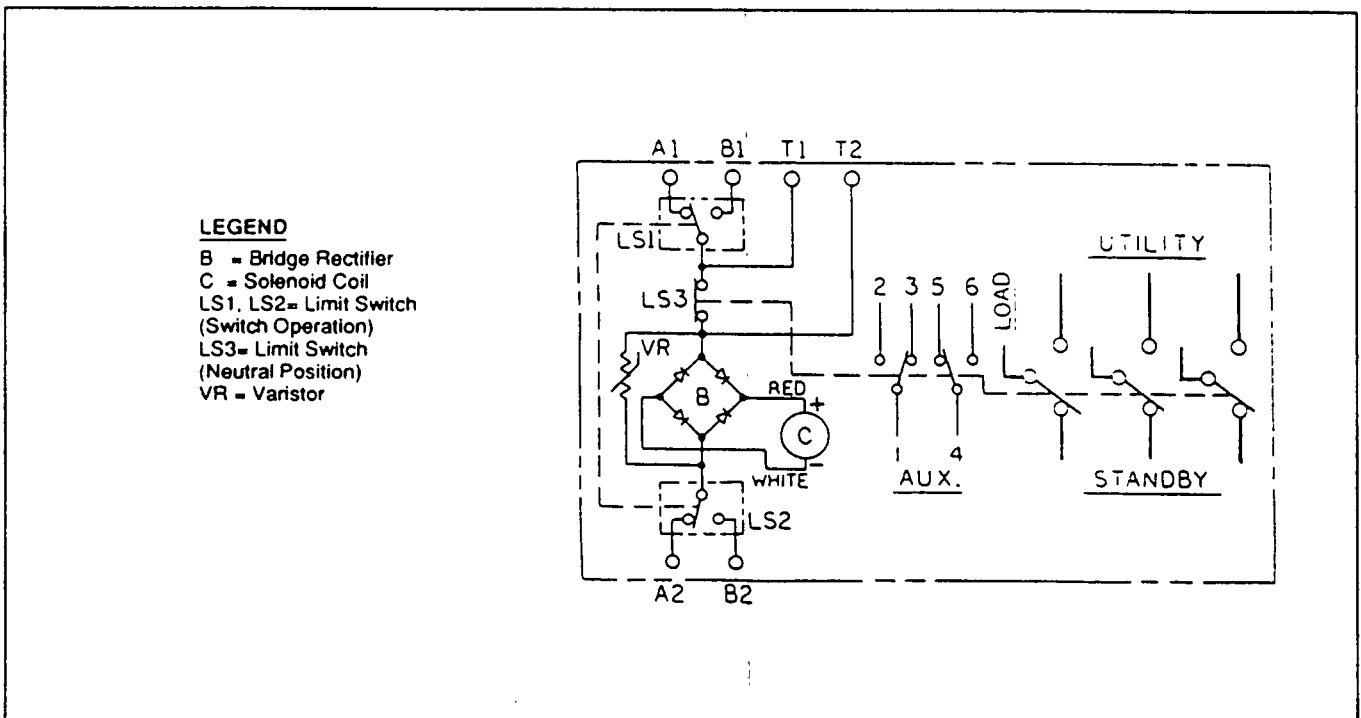 LEGEND
B = Bridge Rectifier
C = Solenoid Coil
LS1, LS2= Limit Switch
(Switch Operation)
LS3= Limit Switch
(Neutral Position)
VR = Varistor
A1 B1 T1 T2
LS1
UTILITY
LS3
2 3 5 6
LOAD
VR
B
RED
+
C
-
WHITE
1 4
AUX.
STANDBY
LS2
A2 B2